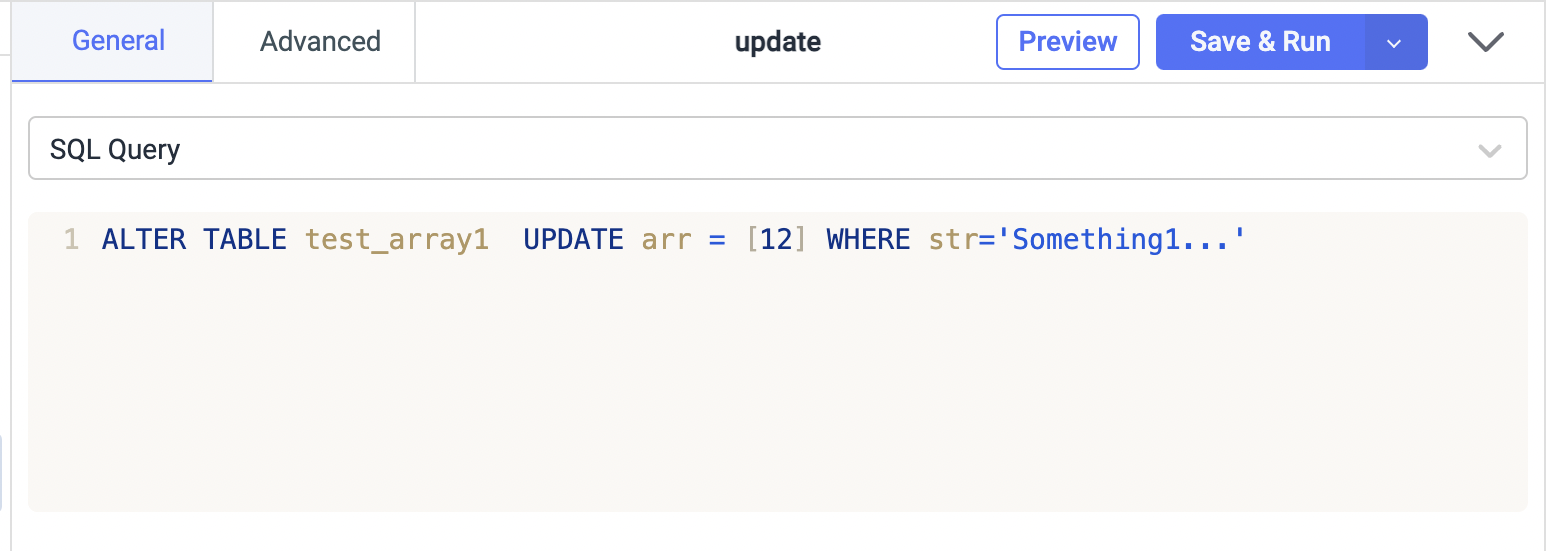 General Advanced update Preview Save & Run
SQL Query
1 ALTER TABLE test_array1  UPDATE arr = [12] WHERE str='Something1...'